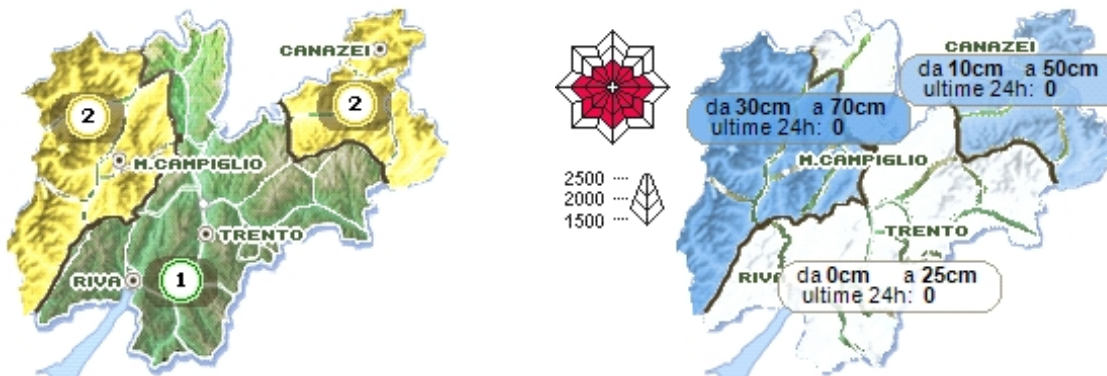 CANAZEI
2
2
M.CAMPIGLIO
TRENTO
RIVA
1
2500
2000
1500
CANAZEI
da 10cm a 50cm
ultime 24h: 0
da 30cm a 70cm
ultime 24h: 0
M.CAMPIGLIO
TRENTO
RIVA
da 0cm a 25cm
ultime 24h: 0